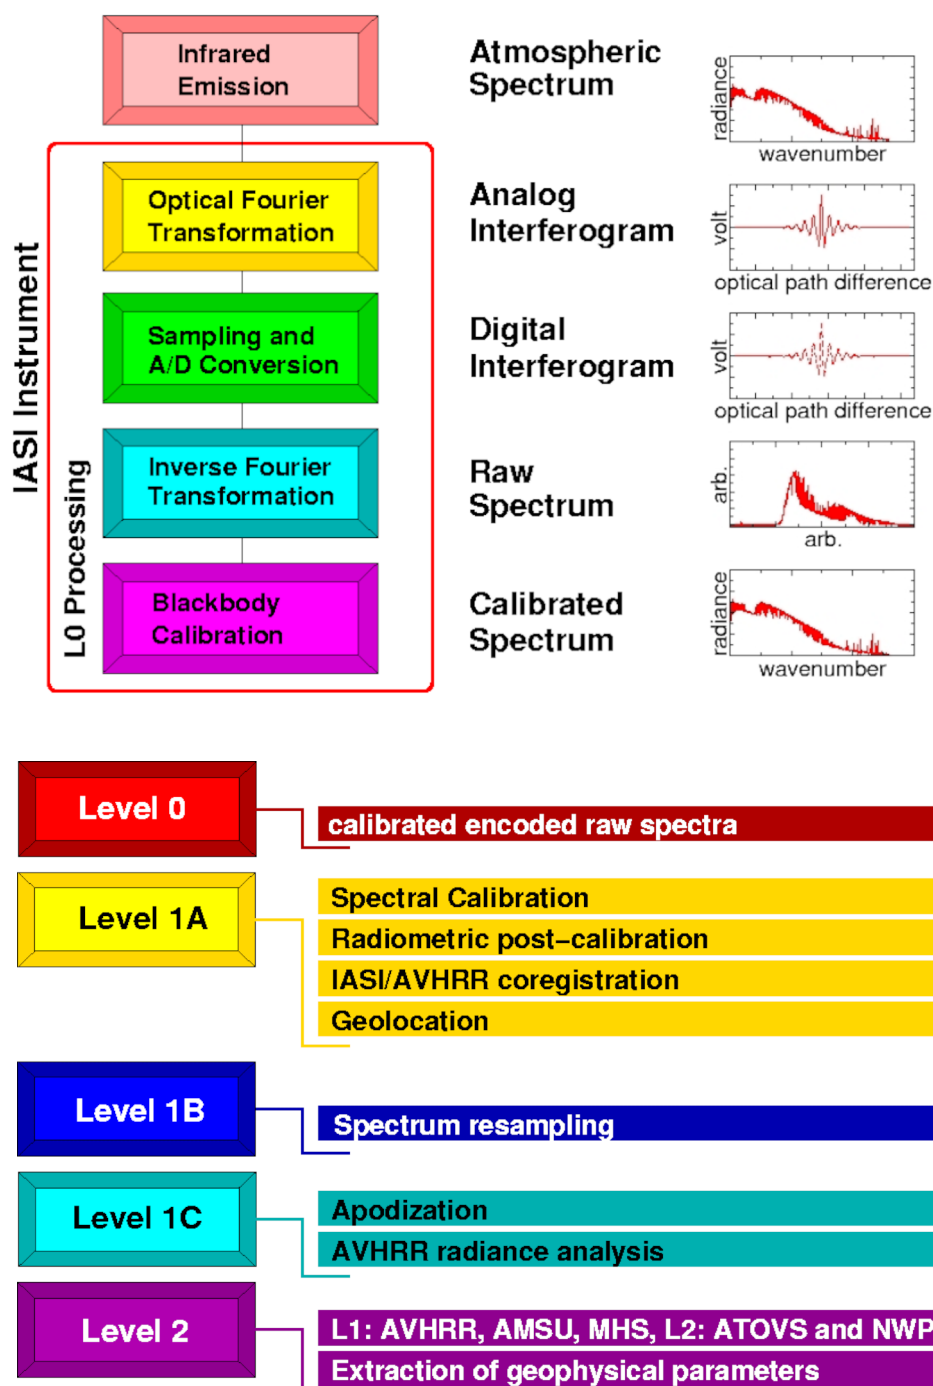 Infrared
Emission
Atmospheric
Spectrum
radiance
wavenumber
IASI Instrument
L0 Processing
Optical Fourier
Transformation
Analog
Interferogram
volt
optical path difference
Sampling and
A/D Conversion
Digital
Interferogram
volt
optical path difference
Inverse Fourier
Transformation
Raw
Spectrum
arb.
arb.
Blackbody
Calibration
Calibrated
Spectrum
radiance
wavenumber
Level 0
calibrated encoded raw spectra
Level 1A
Spectral Calibration
Radiometric post-calibration
IASI/AVHRR coregistration
Geolocation
Level 1B
Spectrum resampling
Level 1C
Apodization
AVHRR radiance analysis
Level 2
L1: AVHRR, AMSU, MHS, L2: ATOVS and NWP
Extraction of geophysical parameters